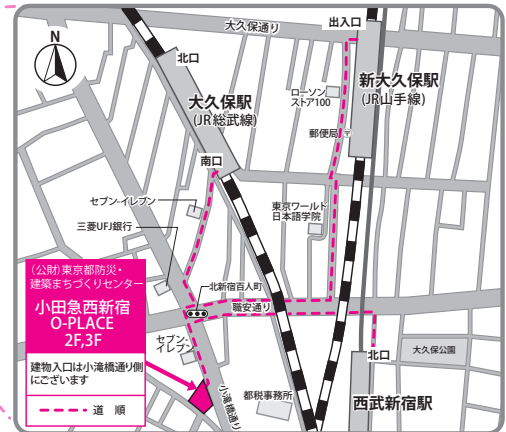 大久保通り
出入口
N
北口
大久保駅
(JR総武線)
新大久保駅
(JR山手線)
ローソン
ストア100
郵便局 〒
南口
セブン-イレブン
三菱UFJ銀行
東京ワールド
日本語学院
(公財)東京都防災・
建築まちづくりセンター
小田急西新宿
O-PLACE
2F,3F
建物入口は小滝橋通り側
にございます
道 順
北新宿百人町
職安通り
セブン-
イレブン
北口
大久保公園
小滝橋通り
都税事務所
西武新宿駅